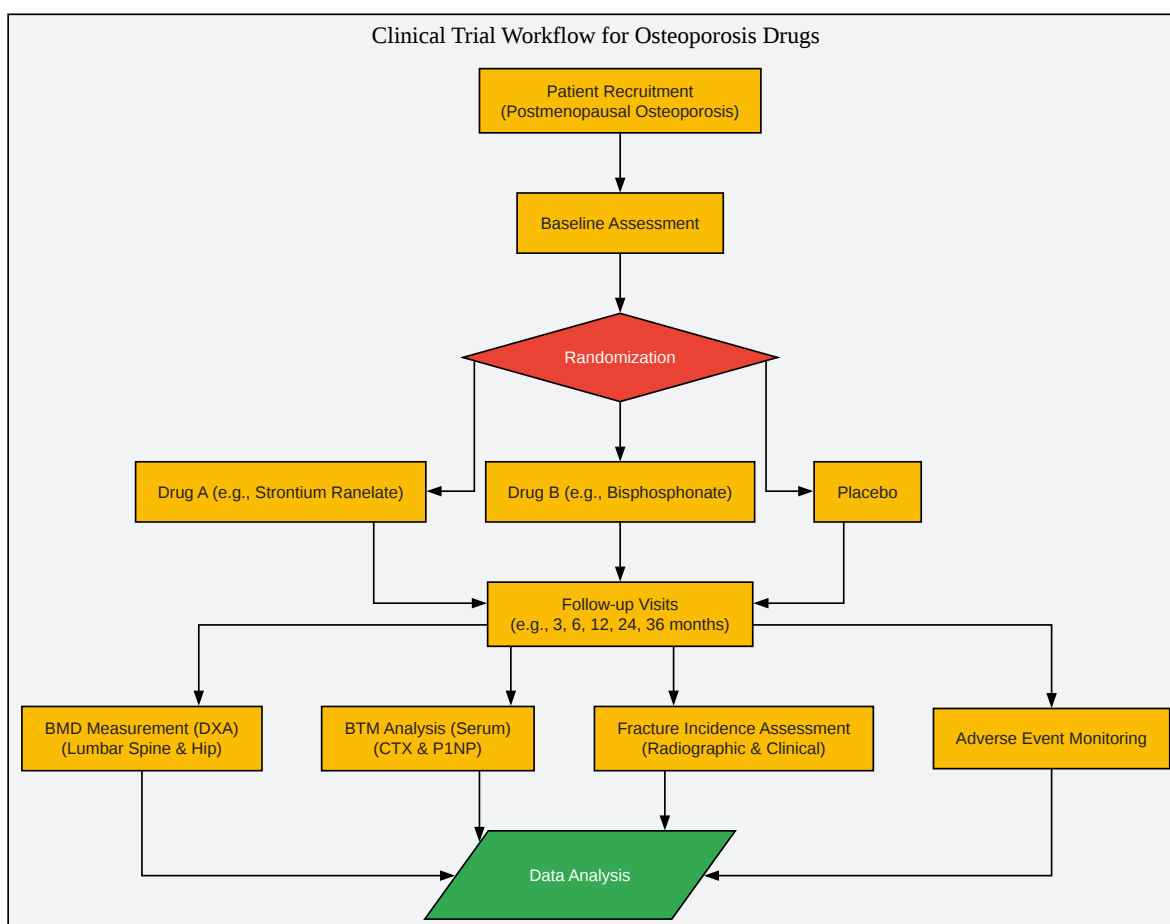 Clinical Trial Workflow for Osteoporosis Drugs
Patient Recruitment
(Postmenopausal Osteoporosis)
Baseline Assessment
Randomization
Drug A (e.g., Strontium Ranelate)
Drug B (e.g., Bisphosphonate)
Placebo
Follow-up Visits
(e.g., 3, 6, 12, 24, 36 months)
BMD Measurement (DXA)
(Lumbar Spine & Hip)
BTM Analysis (Serum)
(CTX & P1NP)
Fracture Incidence Assessment
(Radiographic & Clinical)
Adverse Event Monitoring
Data Analysis